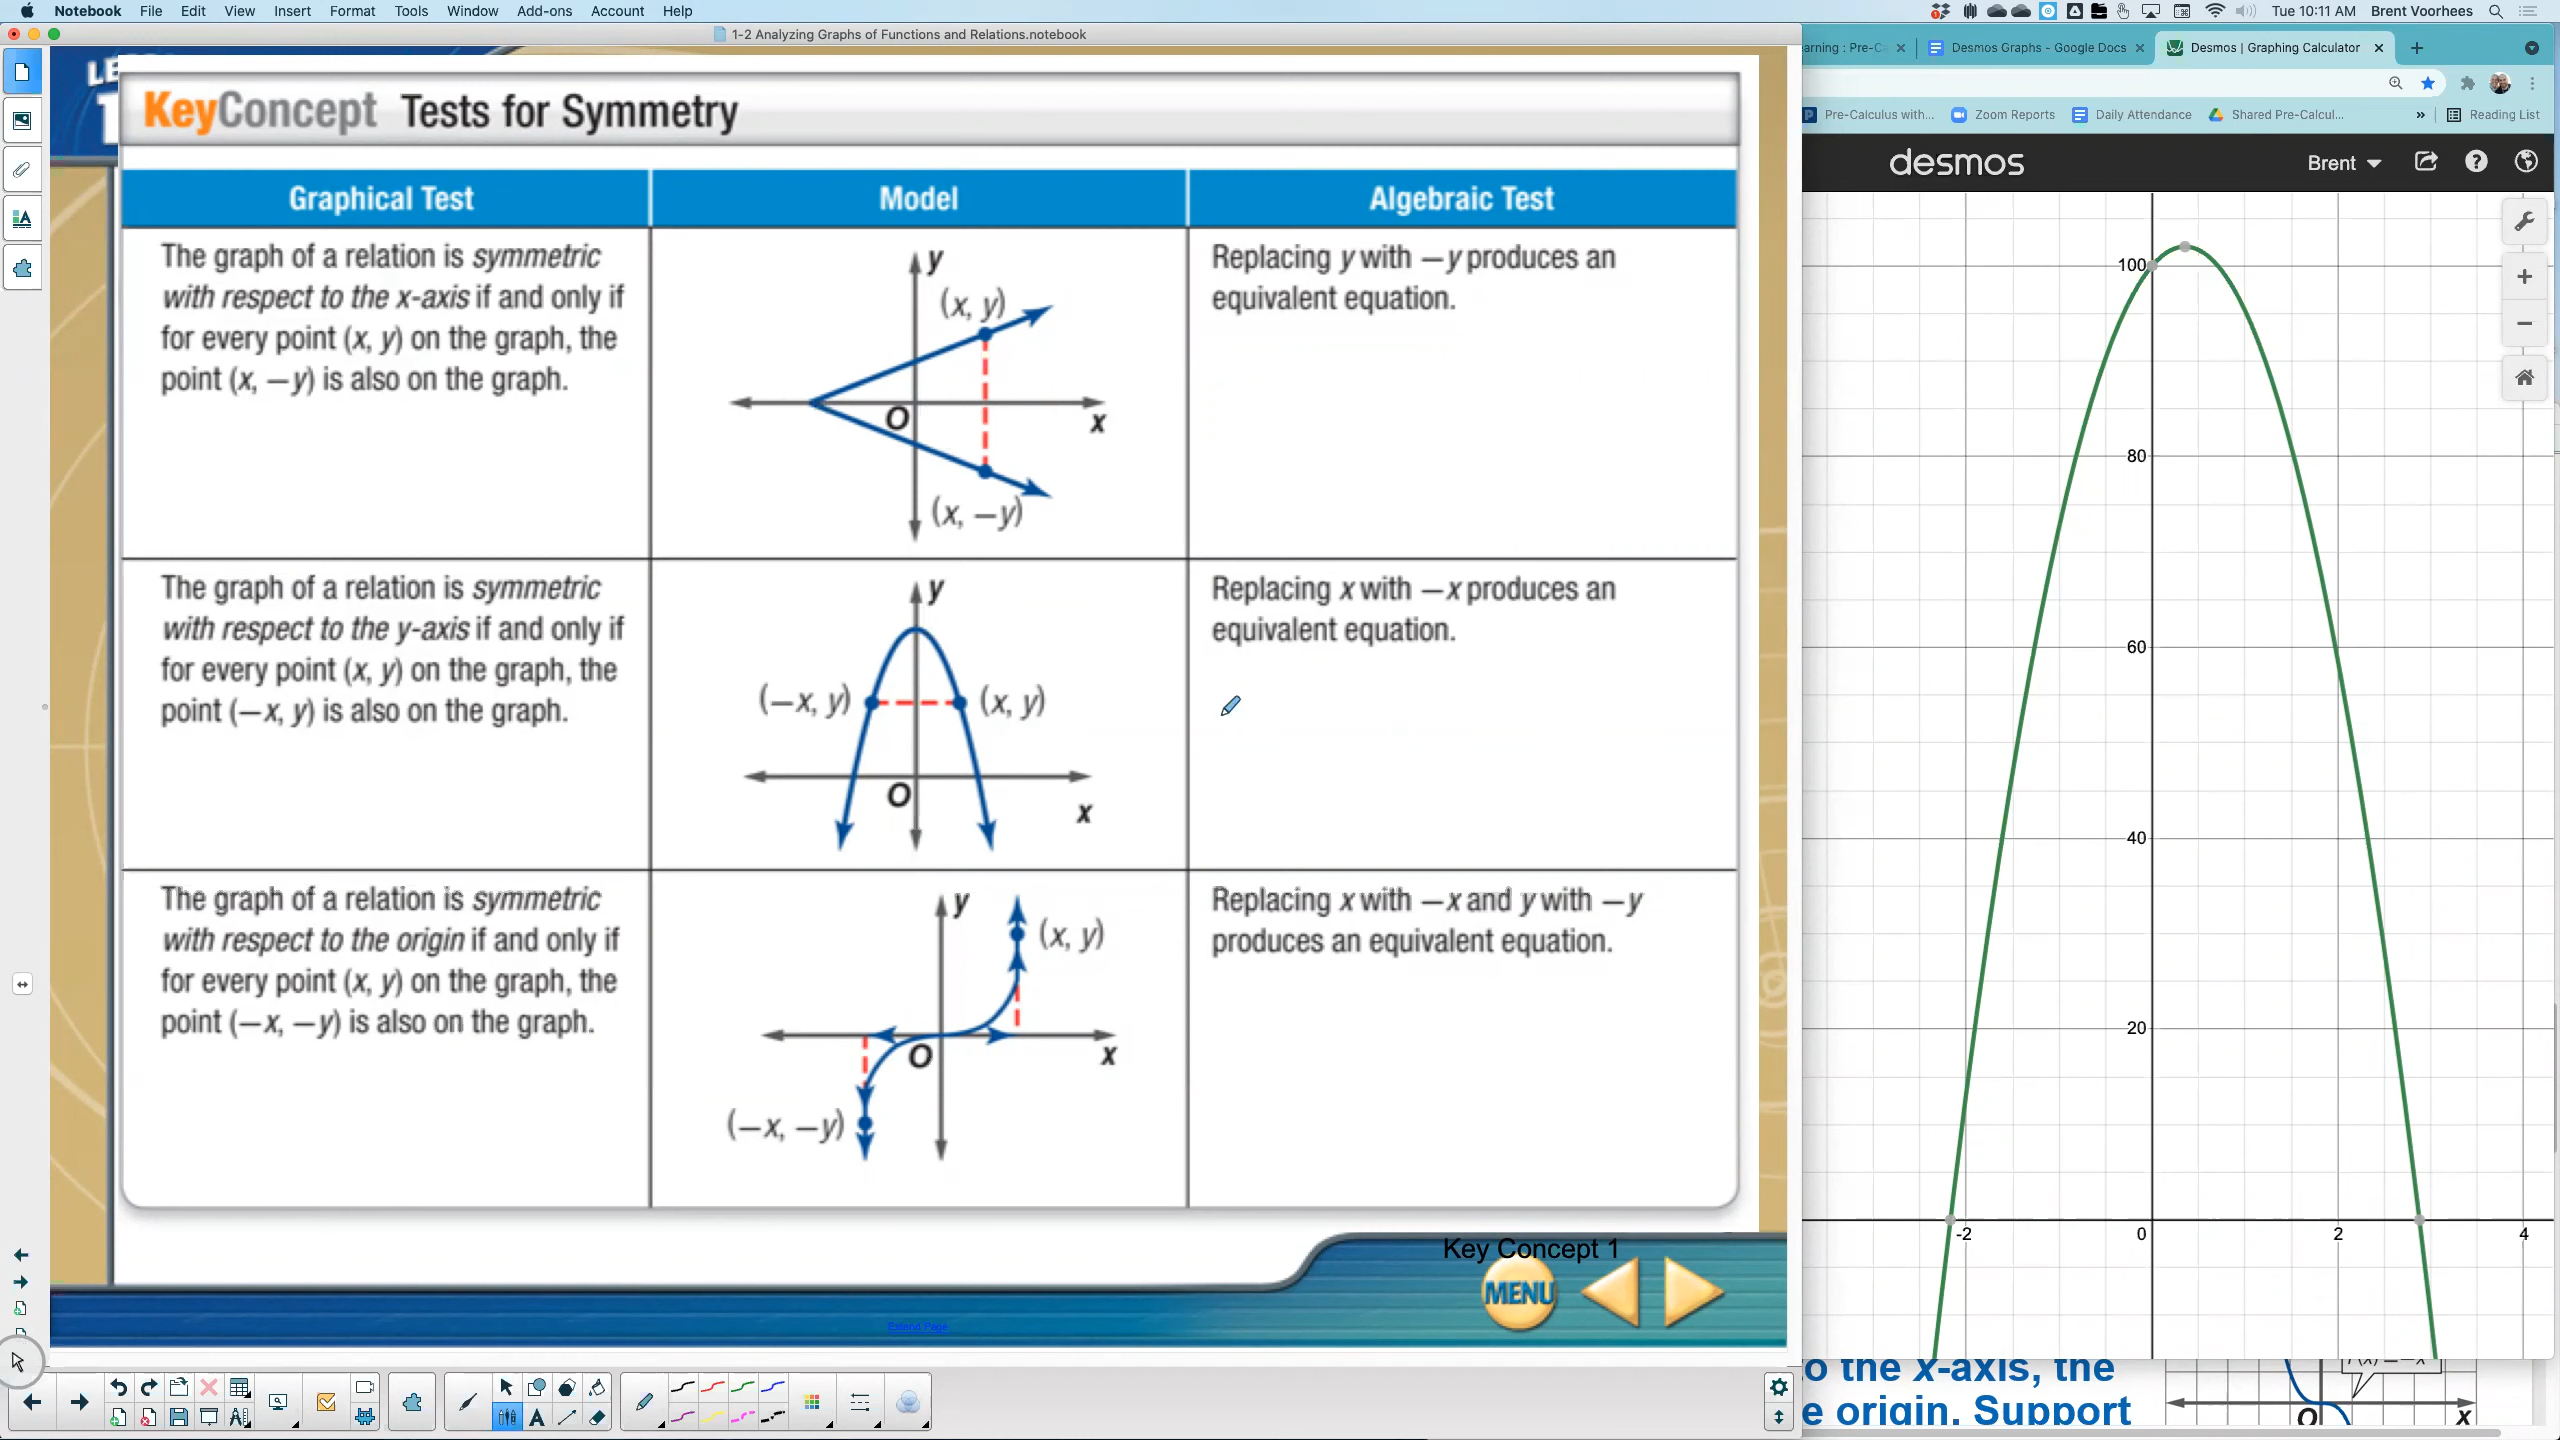 Notebook File Edit View Insert Format Tools Window Add-ons Account Help
Tue 10:11 AM Brent Voorhees
1-2 Analyzing Graphs of Functions and Relations.notebook
Desmos Graphs - Google Docs
Desmos | Graphing Calculator
Pre-Calculus with... Zoom Reports Daily Attendance Shared Pre-Calcul... » Reading List
desmos
Brent
LE
1
KeyConcept Tests for Symmetry
Graphical Test Model Algebraic Test
The graph of a relation is symmetric
with respect to the x-axis if and only if
for every point (x, y) on the graph, the
point (x, −y) is also on the graph.
y
(x, y)
O
x
(x, −y)
Replacing y with −y produces an
equivalent equation.
The graph of a relation is symmetric
with respect to the y-axis if and only if
for every point (x, y) on the graph, the
point (−x, y) is also on the graph.
y
(−x, y)
(x, y)
O
x
Replacing x with −x produces an
equivalent equation.
The graph of a relation is symmetric
with respect to the origin if and only if
for every point (x, y) on the graph, the
point (−x, −y) is also on the graph.
y
(x, y)
O
x
(−x, −y)
Replacing x with −x and y with −y
produces an equivalent equation.
Key Concept 1
MENU
Extend Page
100
80
60
40
20
-2 0 2 4
o the x-axis, the
e origin. Support
O
x